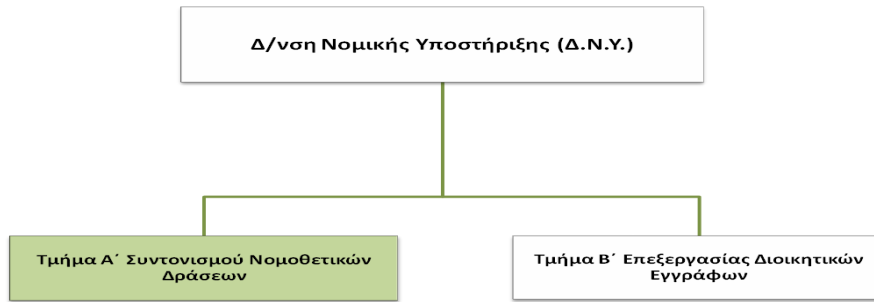 Δ/νση Νομικής Υποστήριξης (Δ.Ν.Υ.)
Τμήμα Α΄ Συντονισμού Νομοθετικών
Δράσεων
Τμήμα Β΄ Επεξεργασίας Διοικητικών
Εγγράφων